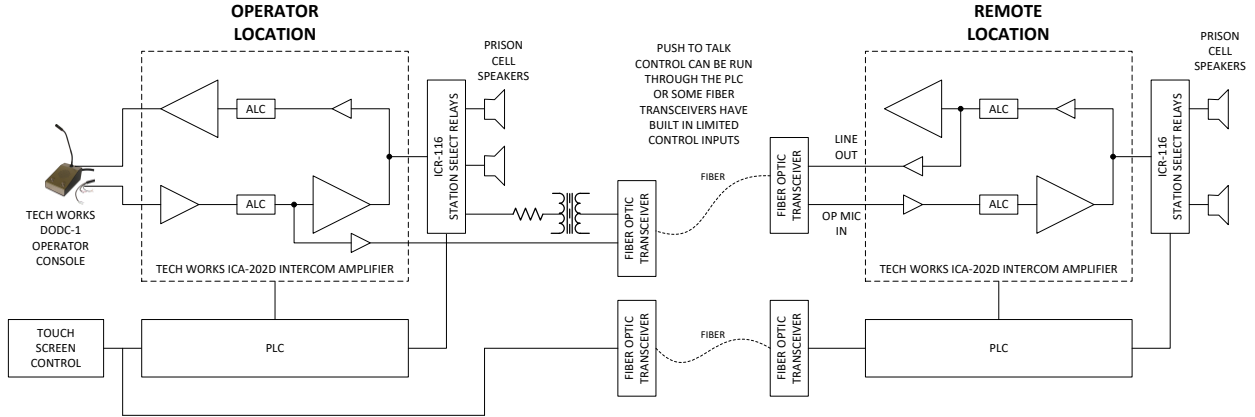 OPERATOR
LOCATION
ALC
ALC
TECH WORKS
DODC-1
OPERATOR
CONSOLE
TECH WORKS ICA-202D INTERCOM AMPLIFIER
ICR-116
STATION SELECT RELAYS
PRISON
CELL
SPEAKERS
TOUCH
SCREEN
CONTROL
PLC
PUSH TO TALK
CONTROL CAN BE RUN
THROUGH THE PLC
OR SOME FIBER
TRANSCEIVERS HAVE
BUILT IN LIMITED
CONTROL INPUTS
FIBER OPTIC
TRANSCEIVER
FIBER
FIBER OPTIC
TRANSCEIVER
FIBER OPTIC
TRANSCEIVER
FIBER
FIBER OPTIC
TRANSCEIVER
REMOTE
LOCATION
LINE
OUT
OP MIC
IN
ALC
ALC
TECH WORKS ICA-202D INTERCOM AMPLIFIER
ICR-116
STATION SELECT RELAYS
PRISON
CELL
SPEAKERS
PLC